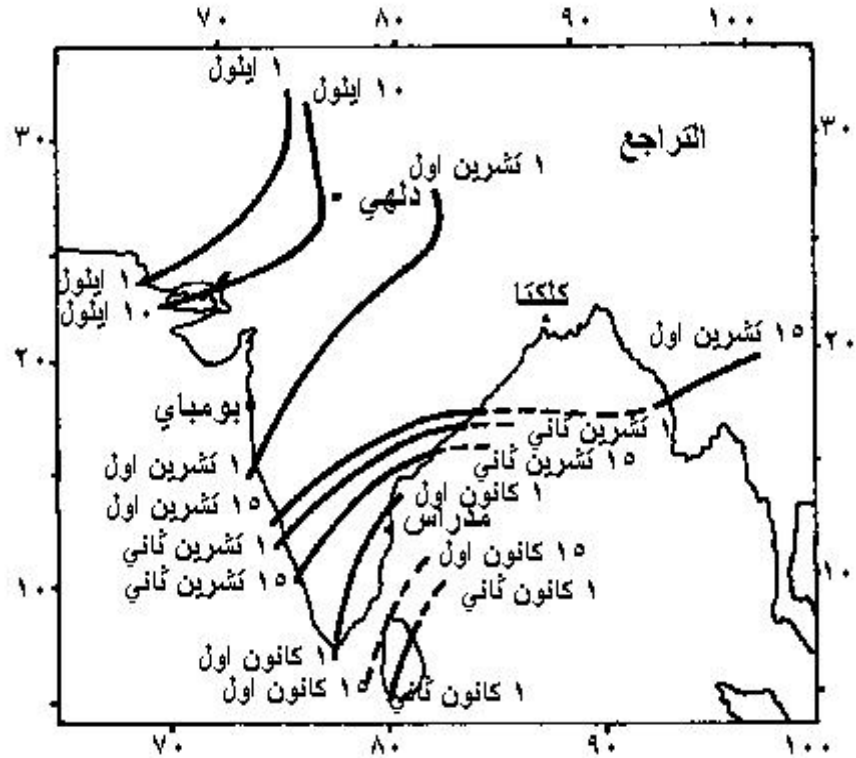 ٧٠ ٨٠ ٩٠ ١٠٠
١ ايلول
١٠ ايلول
٣٠ التراجع ٣٠
١ تشرين اول
دلهي
١ ايلول
١٠ ايلول
كلكتا
١٥ تشرين اول
٢٠ ٢٠
بومباي
١ تشرين ثاني
١٥ تشرين ثاني
١ تشرين اول
١ كانون اول
١٥ تشرين اول
مدراس
١ تشرين ثاني
١٥ كانون اول
١٥ تشرين ثاني
١٠ ١٠
١ كانون ثاني
١ كانون اول
١٥ كانون اول
١ كانون ثاني
٧٠ ٨٠ ٩٠ ١٠٠